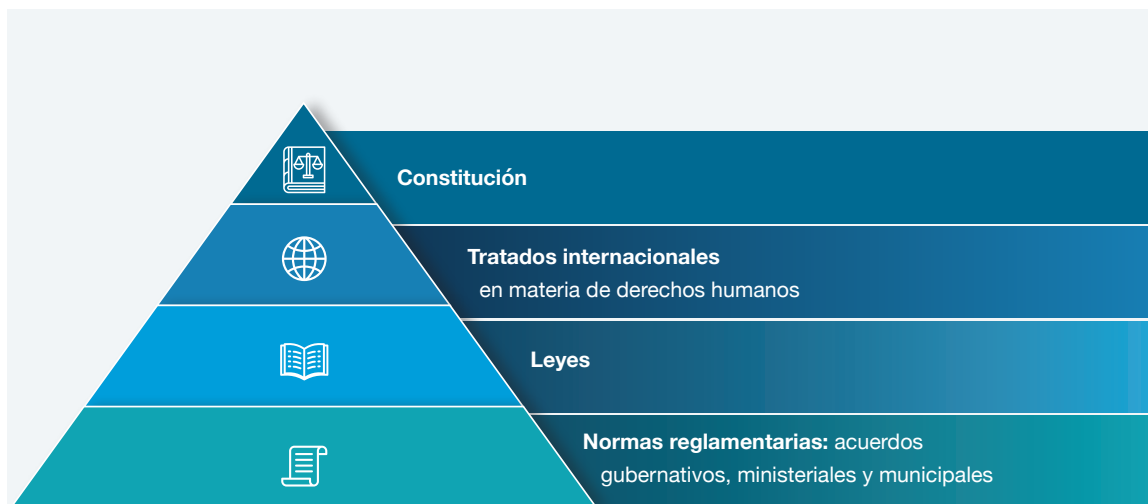 Constitución
Tratados internacionales
en materia de derechos humanos
Leyes
Normas reglamentarias: acuerdos
gubernativos, ministeriales y municipales